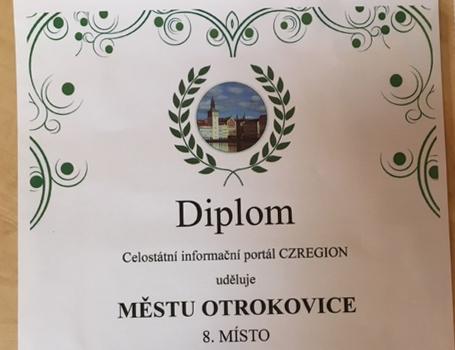 Diplom
Celostátní informační portál CZREGION
uděluje
MĚSTU OTROKOVICE
8. MÍSTO